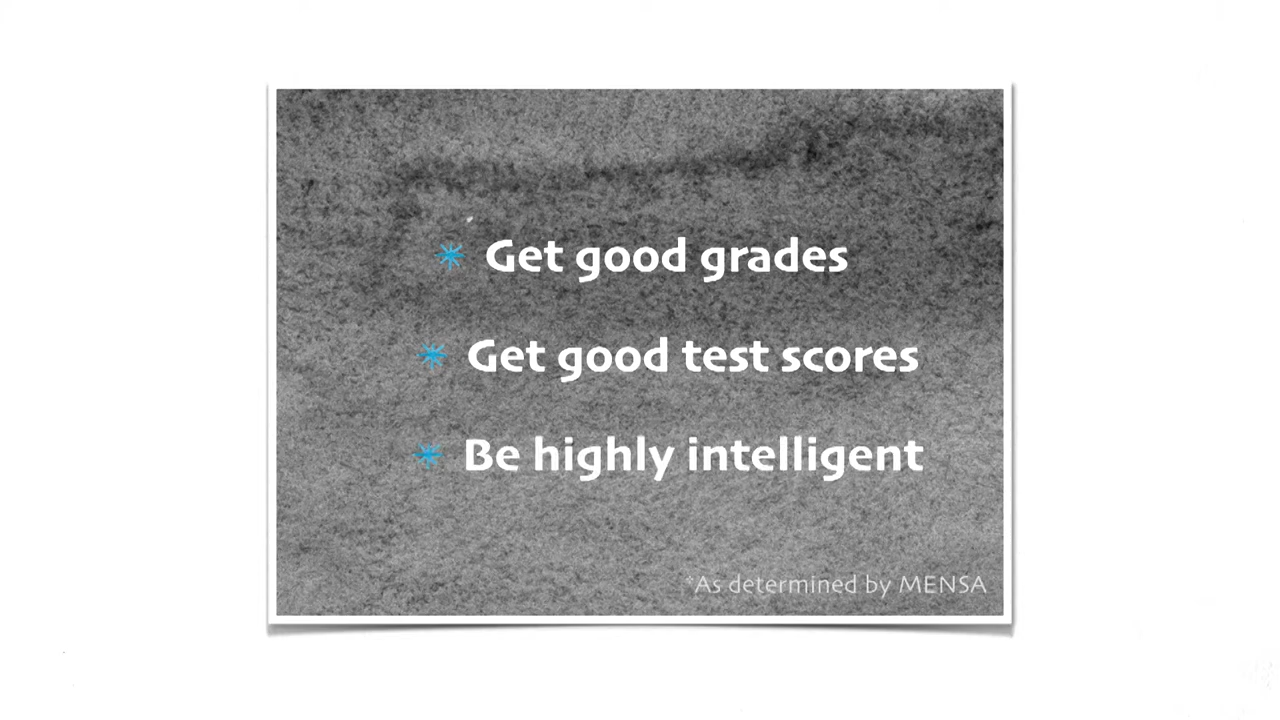 Get good grades
Get good test scores
Be highly intelligent
*As determined by MENSA